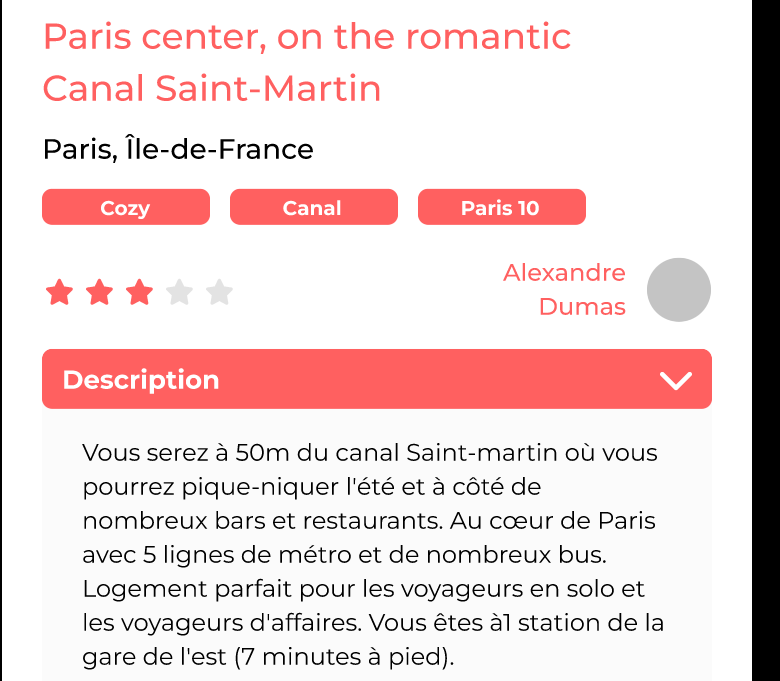 Paris center, on the romantic
Canal Saint-Martin
Paris, Île-de-France
Cozy
Canal
Paris 10
Alexandre
Dumas
Description
Vous serez à 50m du canal Saint-martin où vous
pourrez pique-niquer l'été et à côté de
nombreux bars et restaurants. Au cœur de Paris
avec 5 lignes de métro et de nombreux bus.
Logement parfait pour les voyageurs en solo et
les voyageurs d'affaires. Vous êtes à1 station de la
gare de l'est (7 minutes à pied).